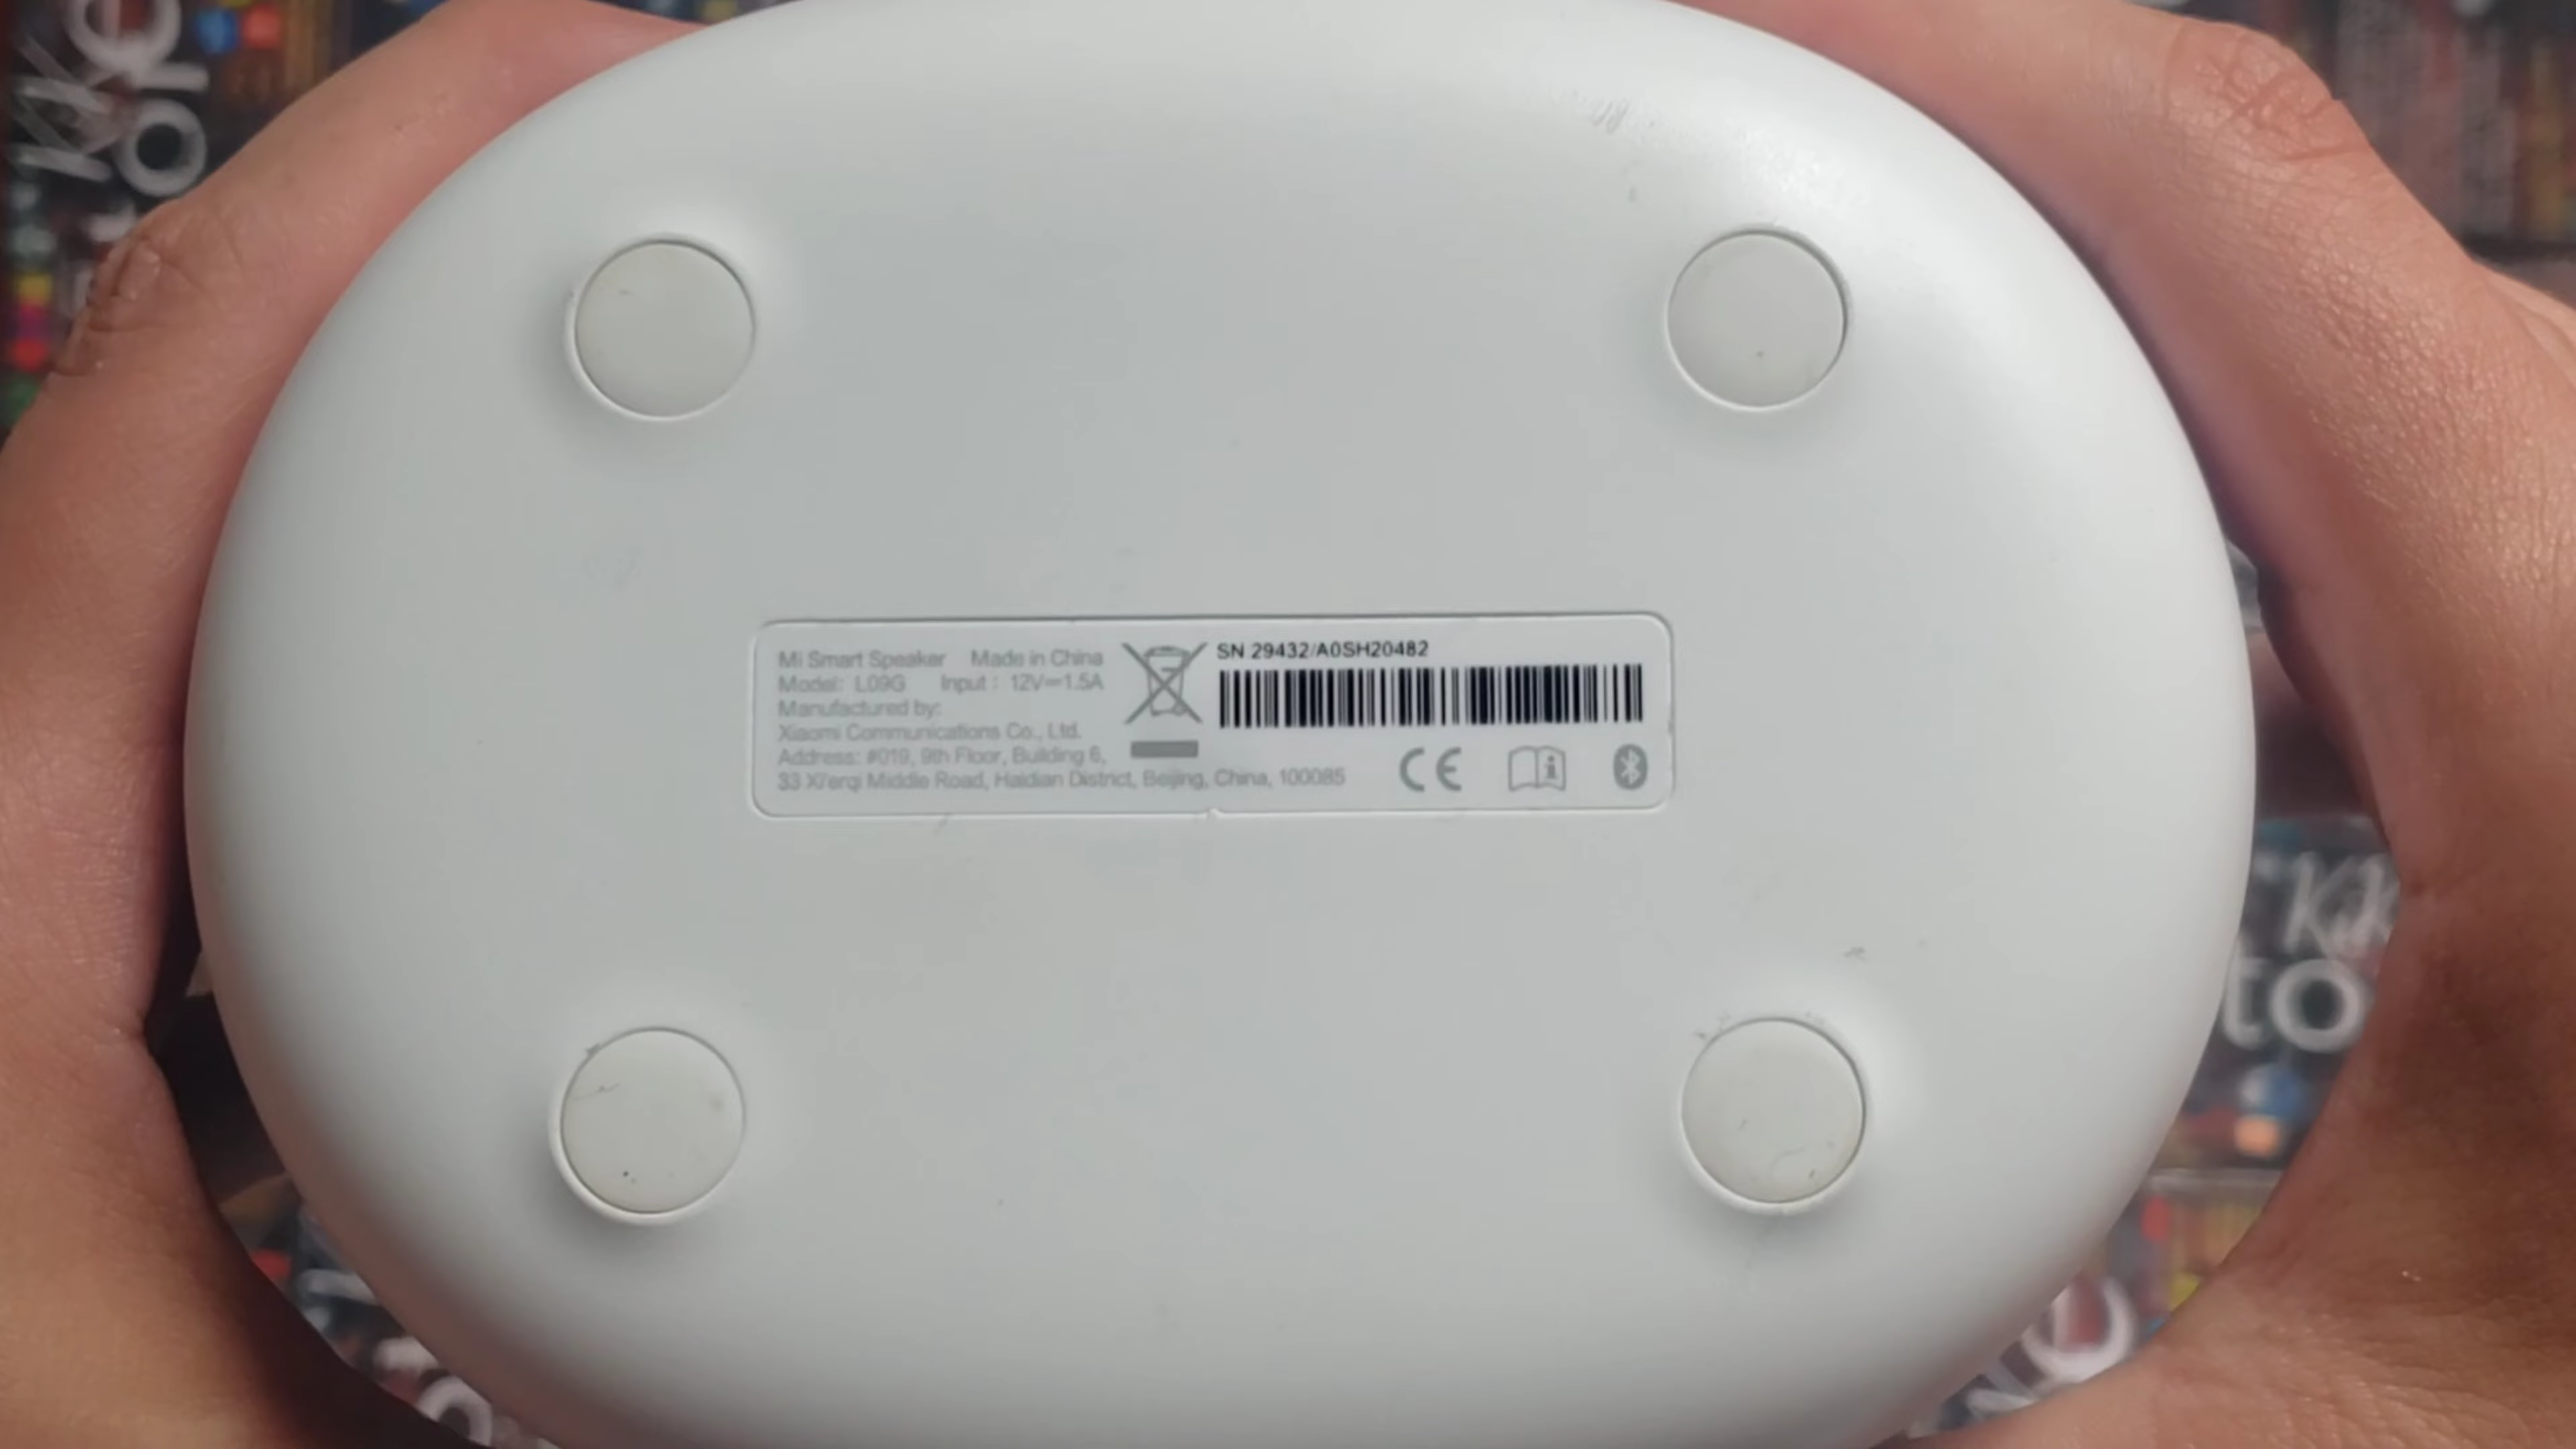 Mi Smart Speaker Made in China
Model: L09G Input : 12V⎓1.5A
Manufactured by:
Xiaomi Communications Co., Ltd.
Address: #019, 9th Floor, Building 6,
33 Xi'erqi Middle Road, Haidian District, Beijing, China, 100085
SN 29432/A0SH20482
CE
to